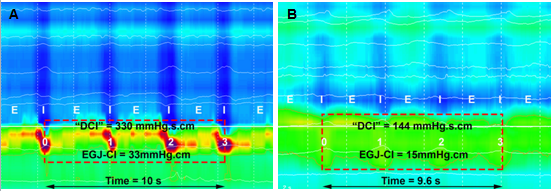 A
E I E I E I E I E
"DCI" = 330 mmHg.s.cm
0 1 2 3
EGJ-CI = 33mmHg.cm
Time = 10 s
B
E I E I E I E I E
"DCI" = 144 mmHg.s.cm
0 1 2 3
EGJ-CI = 15mmHg.cm
Time = 9.6 s